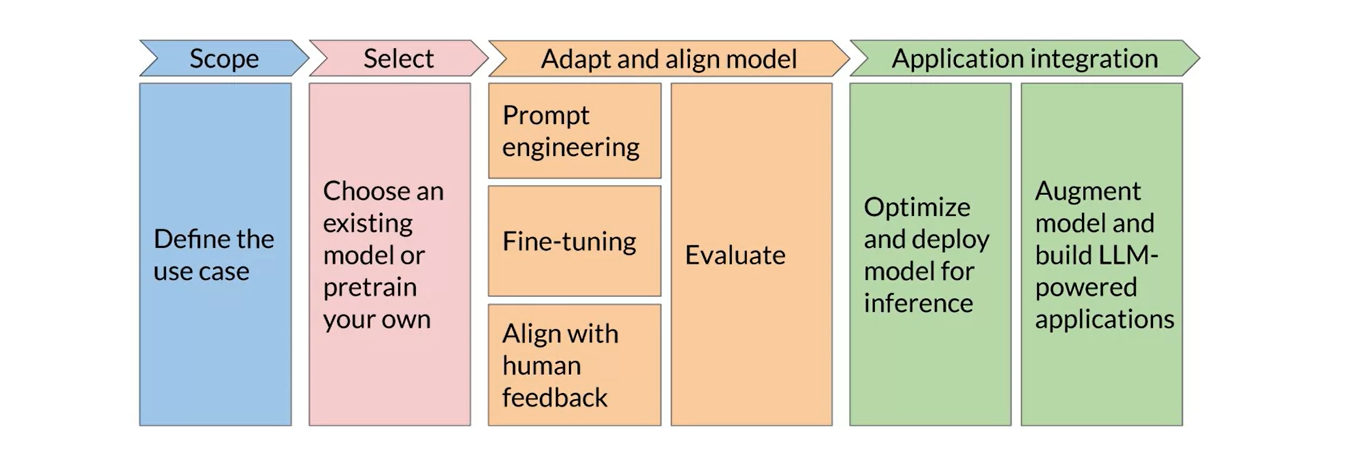 Scope
Select
Adapt and align model
Application integration
Define the
use case
Choose an
existing
model or
pretrain
your own
Prompt
engineering
Fine-tuning
Align with
human
feedback
Evaluate
Optimize
and deploy
model for
inference
Augment
model and
build LLM-
powered
applications